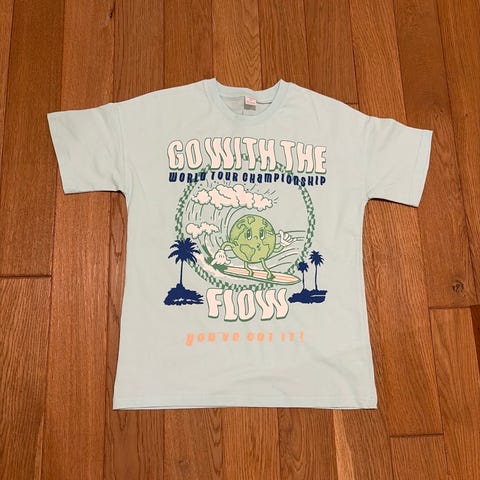 GO WITH THE
WORLD TOUR CHAMPIONSHIP
FLOW
YOU'VE GOT IT!